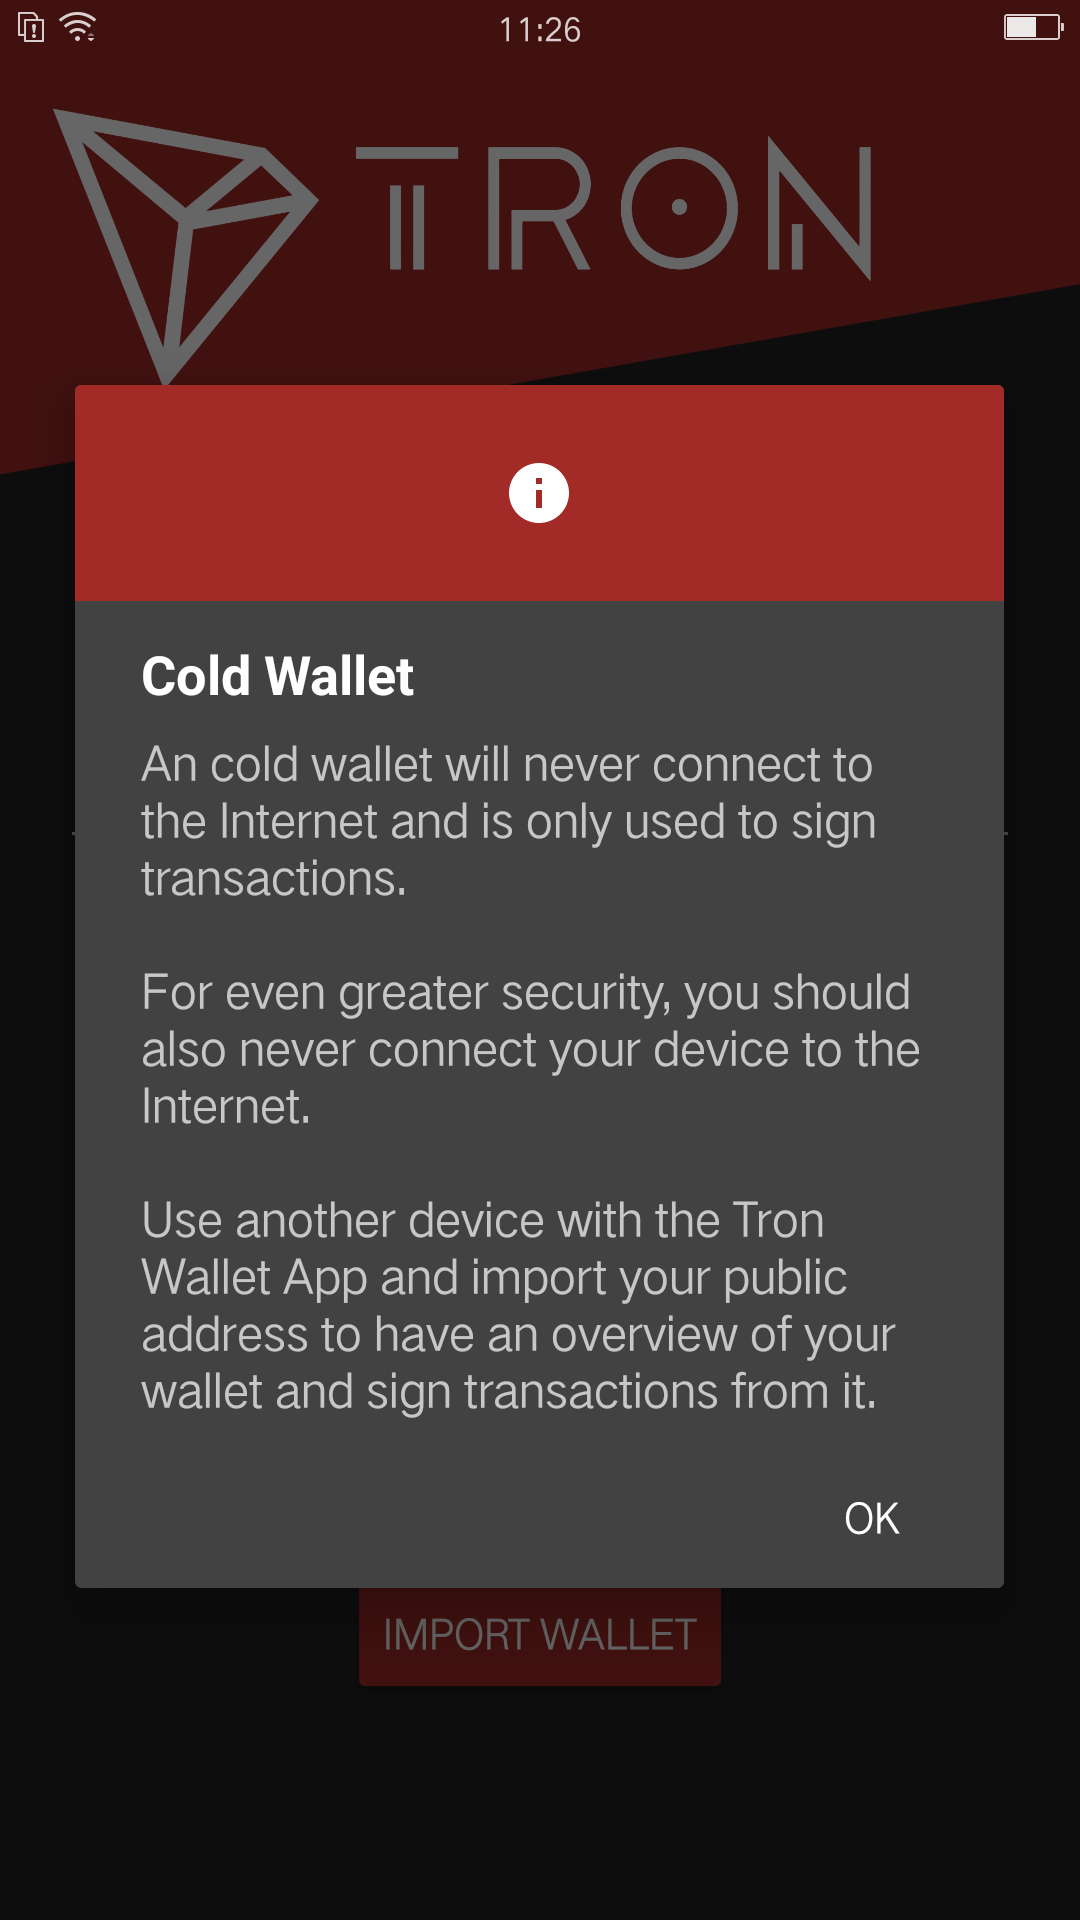 11:26
TRON
Cold Wallet
An cold wallet will never connect to
the Internet and is only used to sign
transactions.
For even greater security, you should
also never connect your device to the
Internet.
Use another device with the Tron
Wallet App and import your public
address to have an overview of your
wallet and sign transactions from it.
OK
IMPORT WALLET